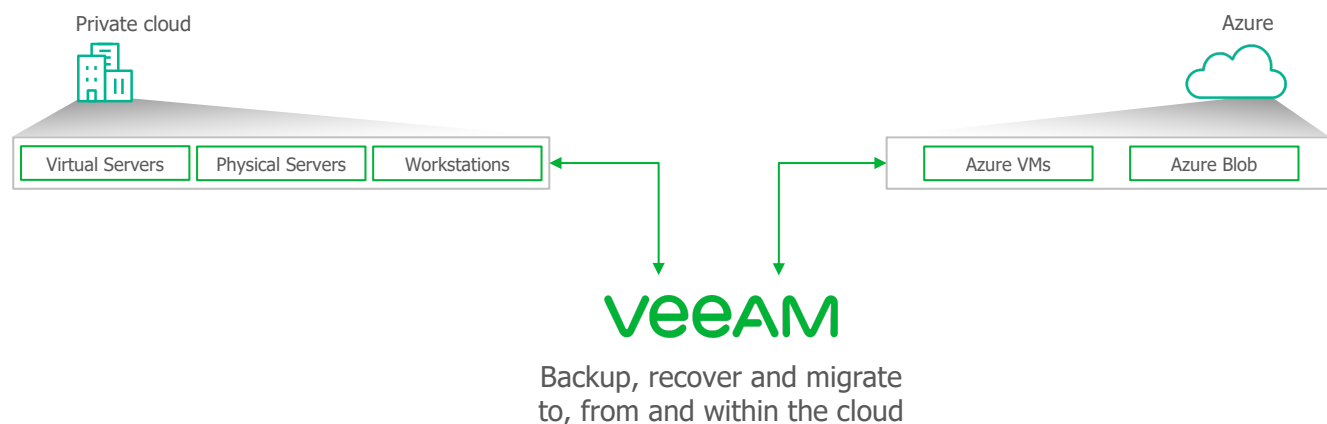 Private cloud
Azure
Virtual Servers
Physical Servers
Workstations
Azure VMs
Azure Blob
veeAM
Backup, recover and migrate
to, from and within the cloud